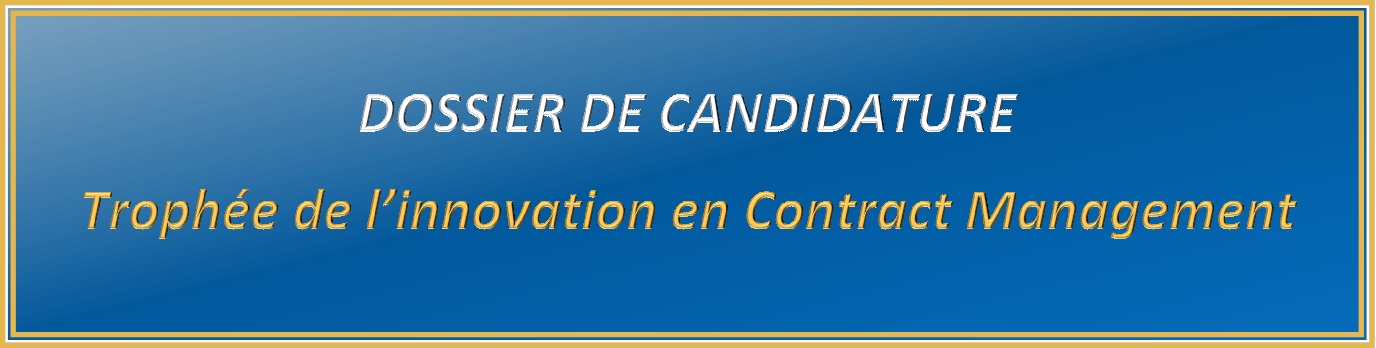 DOSSIER DE CANDIDATURE
Trophée de l’innovation en Contract Management